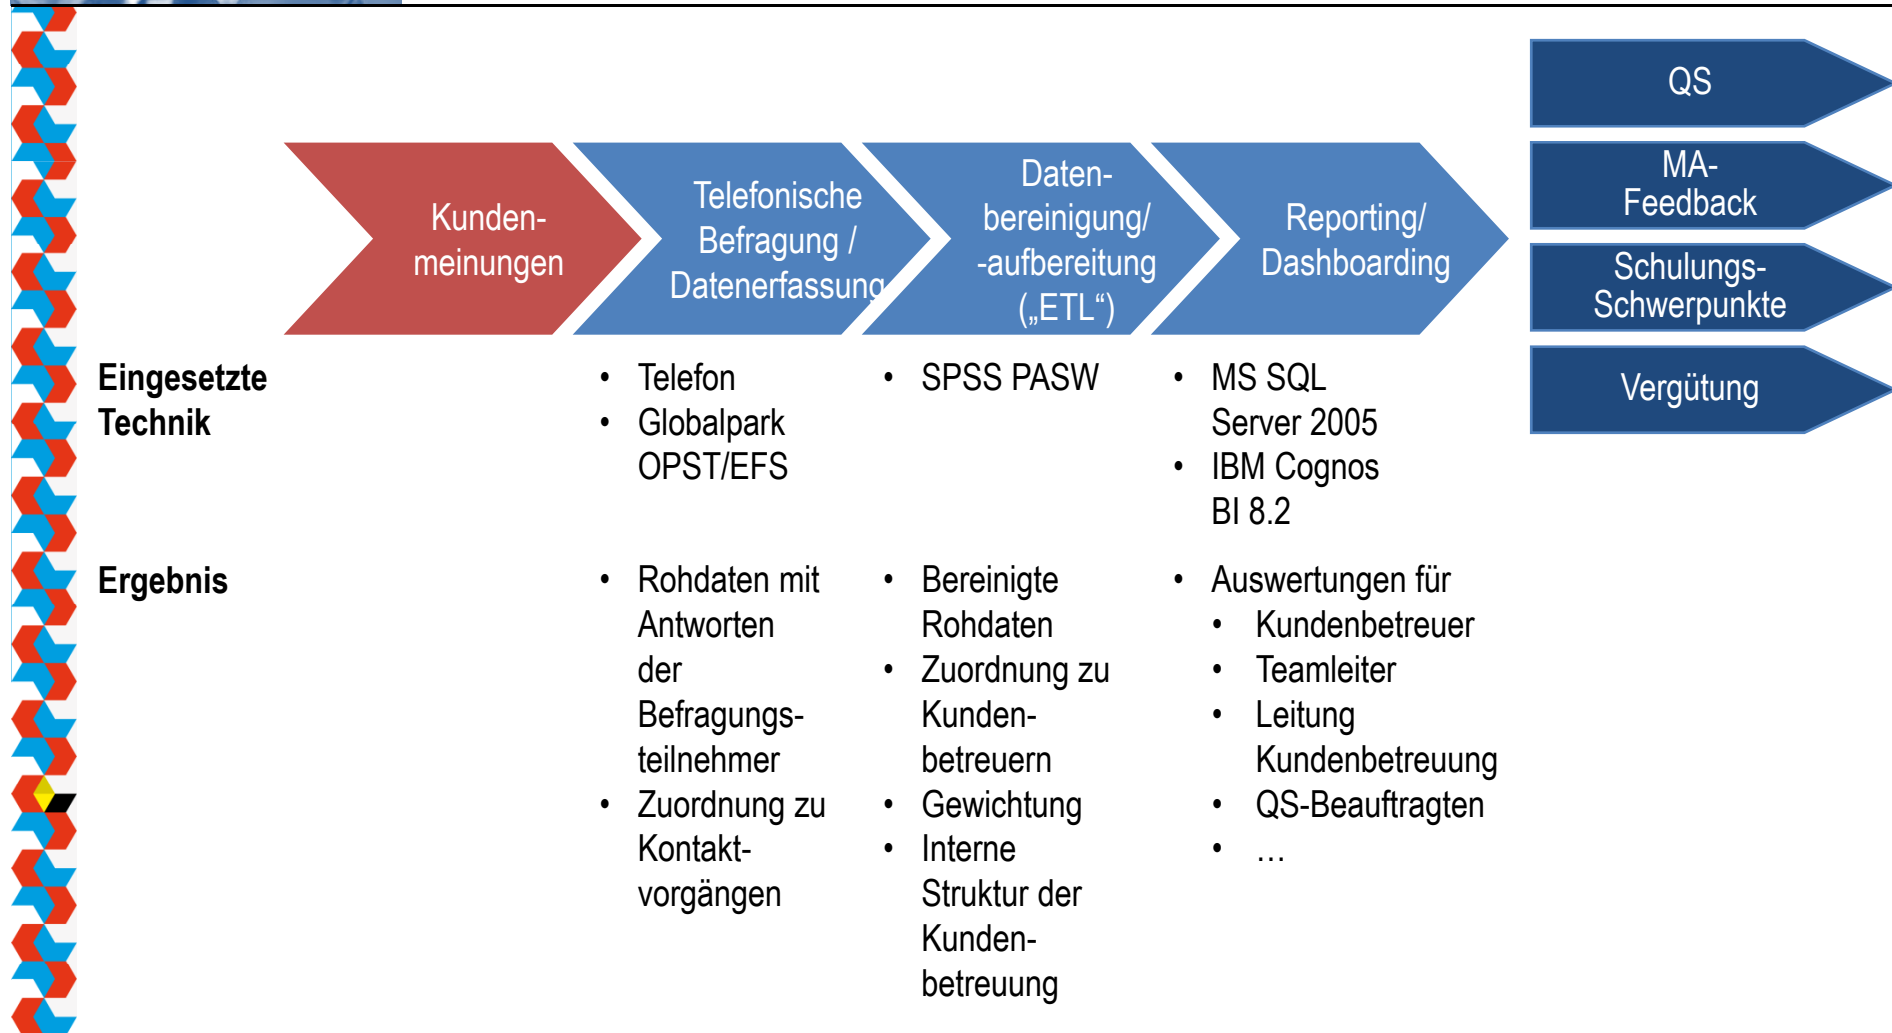 Kunden-
meinungen
Telefonische
Befragung /
Datenerfassung
Daten-
bereinigung/
-aufbereitung
(„ETL“)
Reporting/
Dashboarding
QS
MA-
Feedback
Schulungs-
Schwerpunkte
Vergütung
Eingesetzte
Technik
• Telefon
• Globalpark
OPST/EFS
• SPSS PASW
• MS SQL
Server 2005
• IBM Cognos
BI 8.2
Ergebnis
• Rohdaten mit
Antworten
der
Befragungs-
teilnehmer
• Zuordnung zu
Kontakt-
vorgängen
• Bereinigte
Rohdaten
• Zuordnung zu
Kunden-
betreuern
• Gewichtung
• Interne
Struktur der
Kunden-
betreuung
• Auswertungen für
• Kundenbetreuer
• Teamleiter
• Leitung
Kundenbetreuung
• QS-Beauftragten
• …